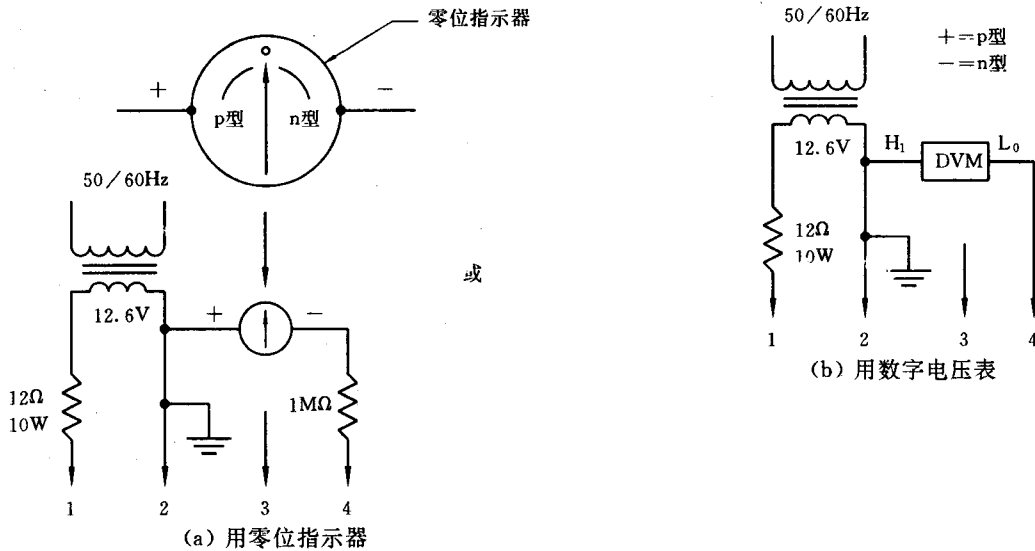 零位指示器
+
−
p型
n型
50/60Hz
12.6V
+
−
12Ω
10W
1MΩ
1
2
3
4
(a) 用零位指示器
或
50/60Hz
+=p型
−=n型
12.6V
H₁
DVM
L₀
12Ω
10W
1
2
3
4
(b) 用数字电压表